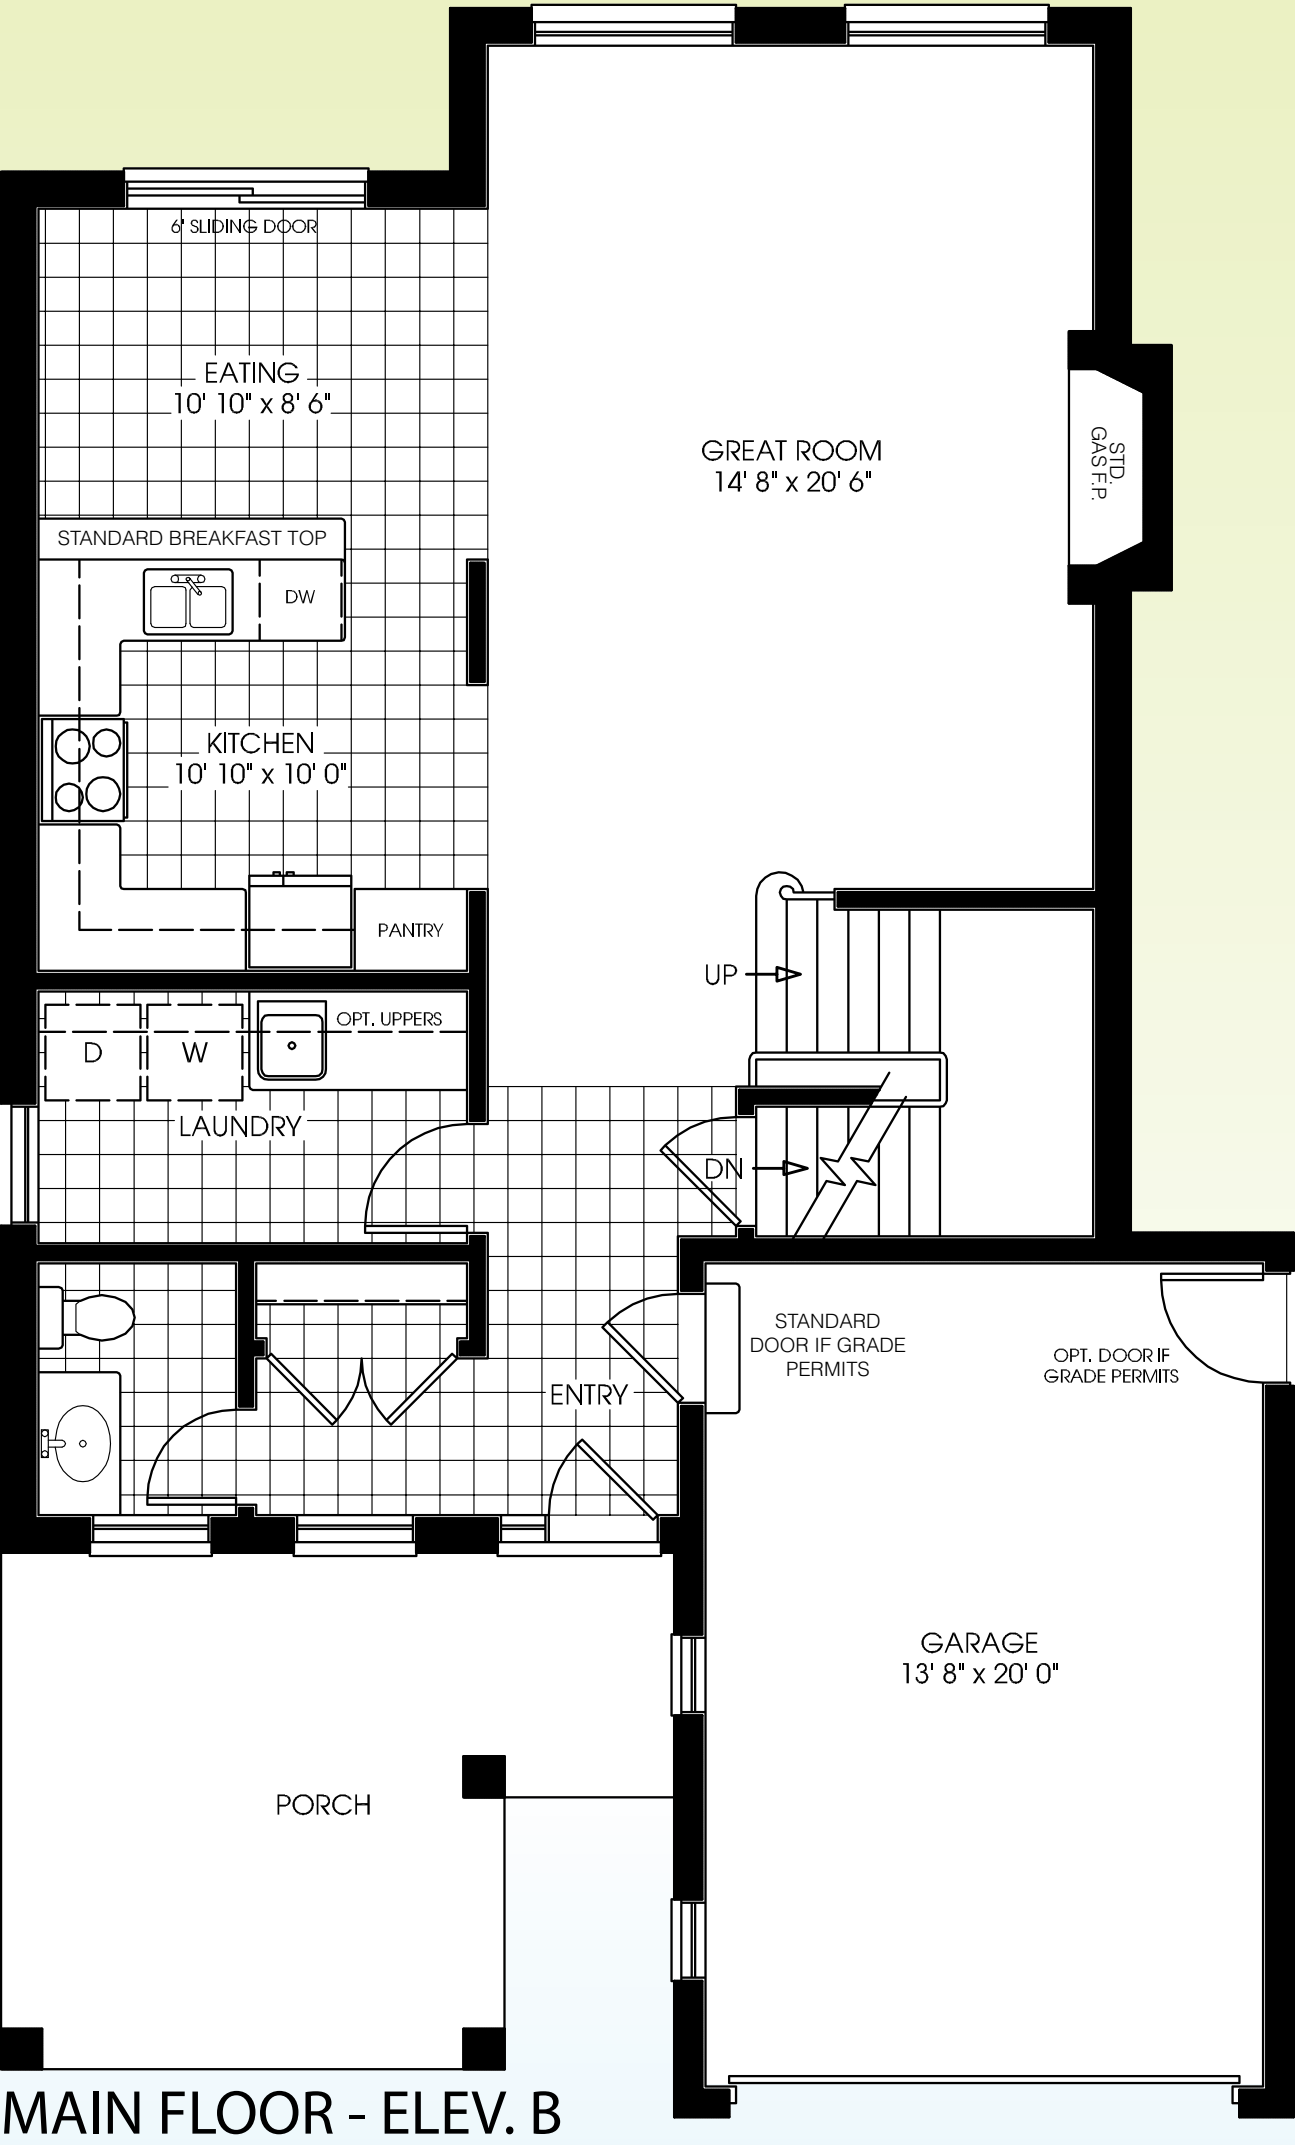 6' SLIDING DOOR
EATING
10' 10" x 8' 6"
GREAT ROOM
14' 8" x 20' 6"
STD.
GAS F.P.
STANDARD BREAKFAST TOP
DW
KITCHEN
10' 10" x 10' 0"
PANTRY
UP
OPT. UPPERS
D
W
LAUNDRY
DN
STANDARD
DOOR IF GRADE
PERMITS
OPT. DOOR IF
GRADE PERMITS
ENTRY
GARAGE
13' 8" x 20' 0"
PORCH
MAIN FLOOR - ELEV. B